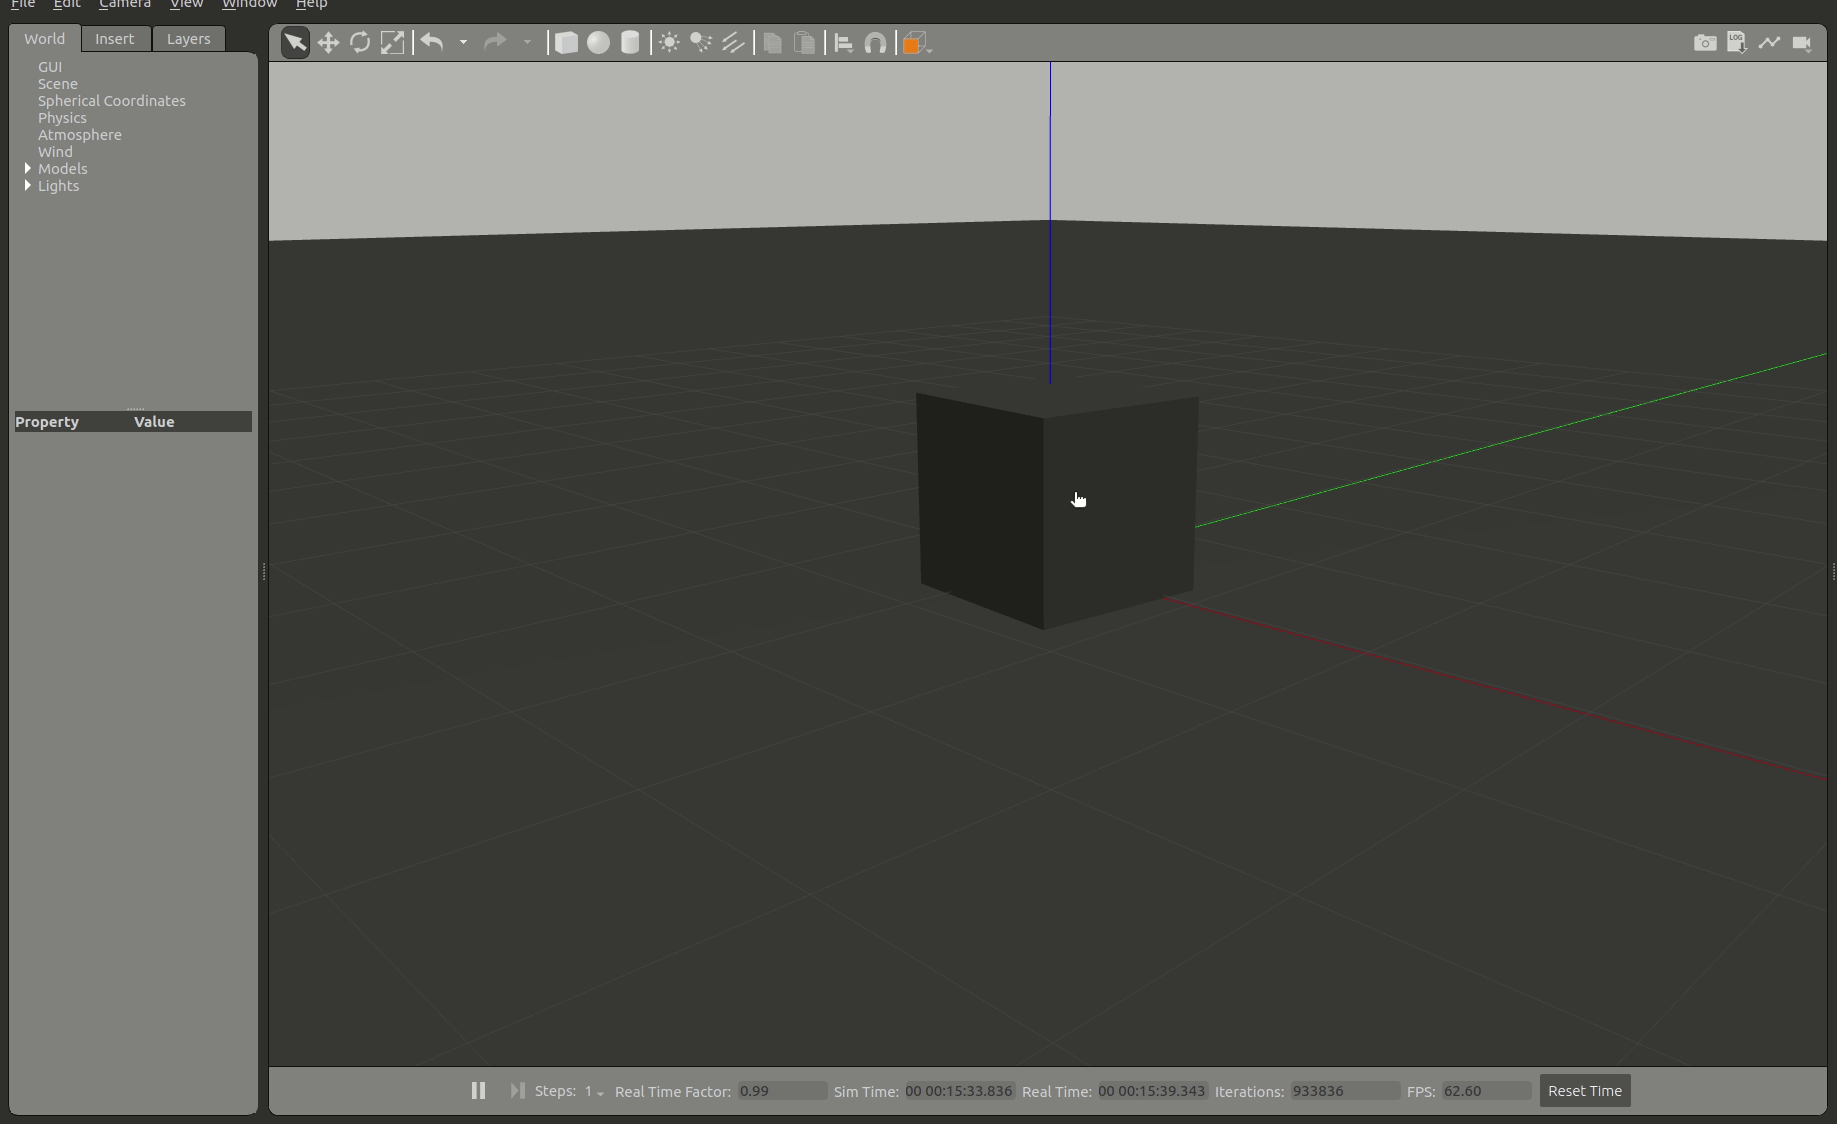 File Edit Camera View Window Help
World Insert Layers
GUI
Scene
Spherical Coordinates
Physics
Atmosphere
Wind
Models
Lights
Property Value
LOG
Steps: 1 Real Time Factor: 0.99 Sim Time: 00 00:15:33.836 Real Time: 00 00:15:39.343 Iterations: 933836 FPS: 62.60 Reset Time